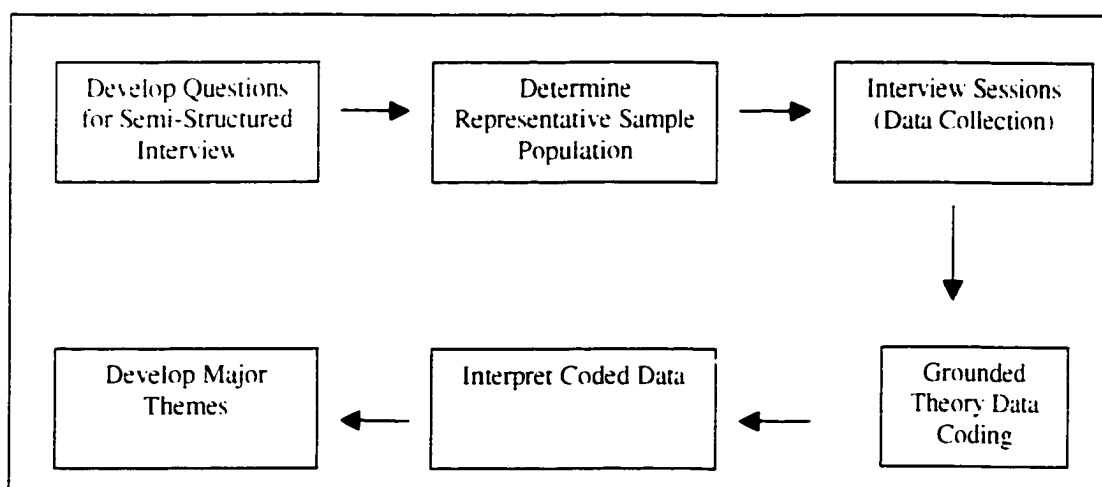 Develop Questions
for Semi-Structured
Interview
Determine
Representative Sample
Population
Interview Sessions
(Data Collection)
Grounded
Theory Data
Coding
Interpret Coded Data
Develop Major
Themes